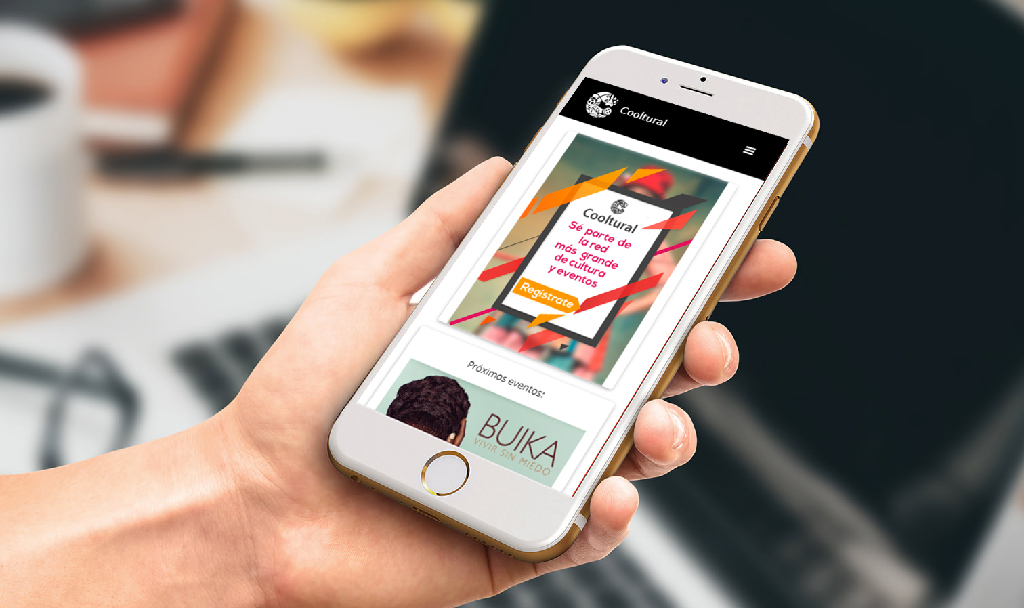 Cooltural
Cooltural
Sé parte de
la red
más grande
de cultura
y eventos
Regístrate
Próximos eventos:
BUIKA
VIVIR SIN MIEDO